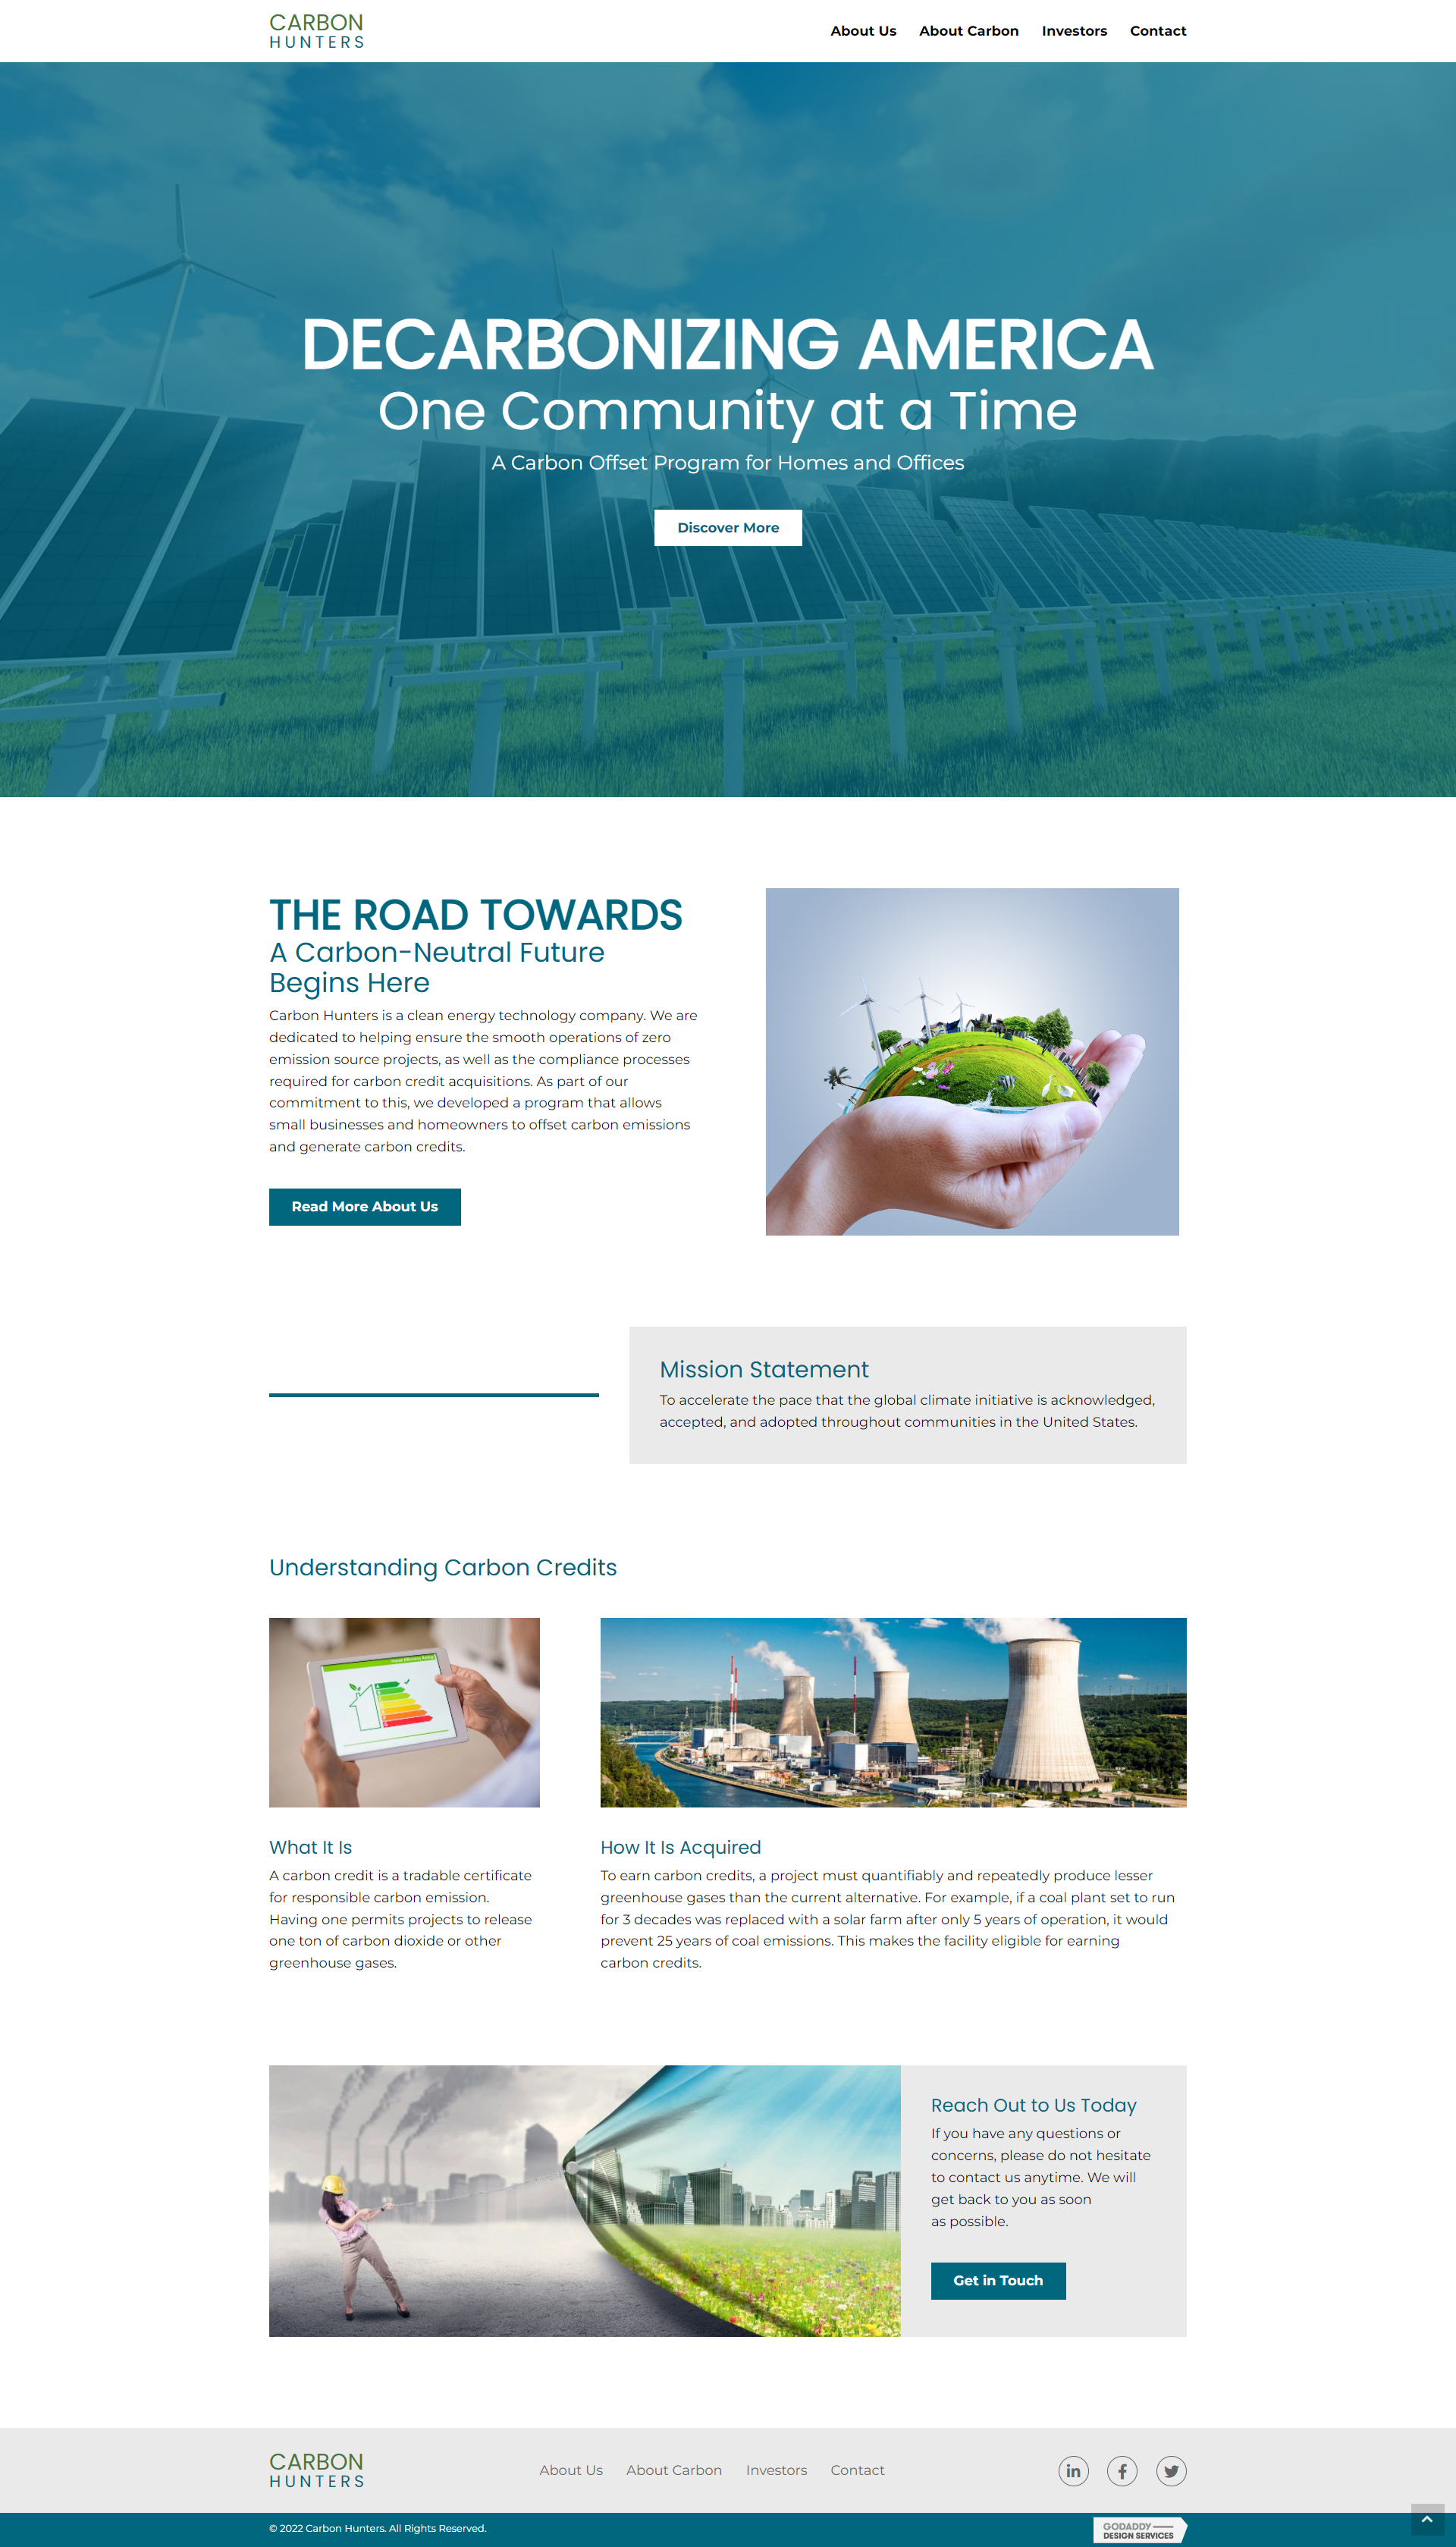 CARBON
HUNTERS
About Us About Carbon Investors Contact
DECARBONIZING AMERICA
One Community at a Time
A Carbon Offset Program for Homes and Offices
Discover More
THE ROAD TOWARDS
A Carbon-Neutral Future
Begins Here
Carbon Hunters is a clean energy technology company. We are
dedicated to helping ensure the smooth operations of zero
emission source projects, as well as the compliance processes
required for carbon credit acquisitions. As part of our
commitment to this, we developed a program that allows
small businesses and homeowners to offset carbon emissions
and generate carbon credits.
Read More About Us
Mission Statement
To accelerate the pace that the global climate initiative is acknowledged,
accepted, and adopted throughout communities in the United States.
Understanding Carbon Credits
What It Is
A carbon credit is a tradable certificate
for responsible carbon emission.
Having one permits projects to release
one ton of carbon dioxide or other
greenhouse gases.
How It Is Acquired
To earn carbon credits, a project must quantifiably and repeatedly produce lesser
greenhouse gases than the current alternative. For example, if a coal plant set to run
for 3 decades was replaced with a solar farm after only 5 years of operation, it would
prevent 25 years of coal emissions. This makes the facility eligible for earning
carbon credits.
Reach Out to Us Today
If you have any questions or
concerns, please do not hesitate
to contact us anytime. We will
get back to you as soon
as possible.
Get in Touch
CARBON
HUNTERS
About Us About Carbon Investors Contact
© 2022 Carbon Hunters. All Rights Reserved.
GODADDY
DESIGN SERVICES